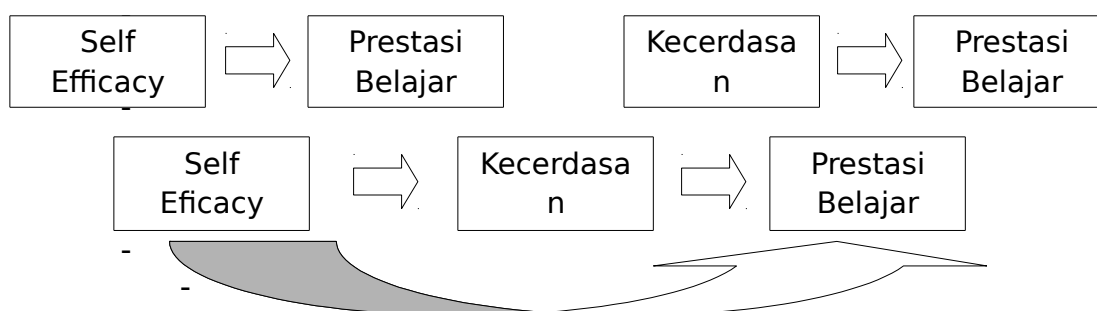 Self
Efficacy
Prestasi
Belajar
Kecerdasa
n
Prestasi
Belajar
-
Self
Eficacy
Kecerdasa
n
Prestasi
Belajar
-
-